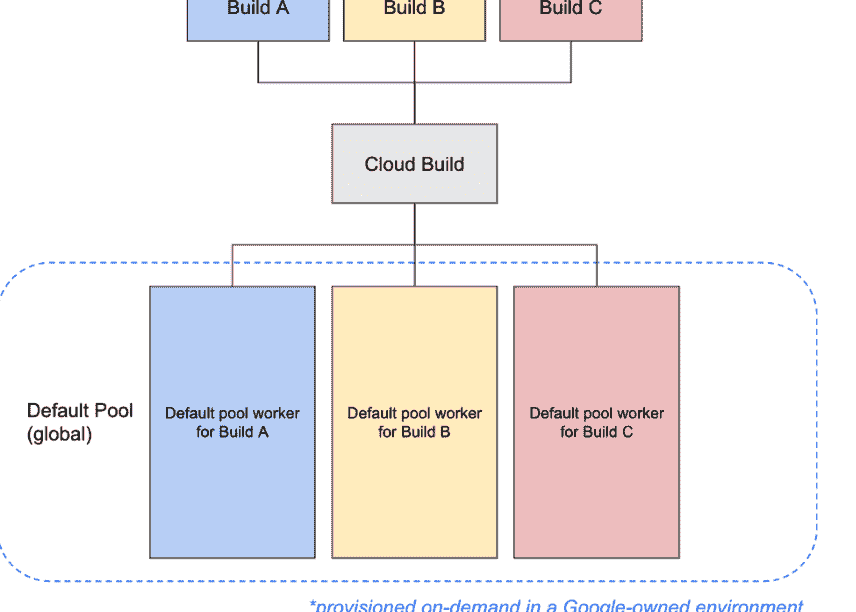 Build A
Build B
Build C
Cloud Build
Default Pool
(global)
Default pool worker
for Build A
Default pool worker
for Build B
Default pool worker
for Build C
*provisioned on-demand in a Google-owned environment